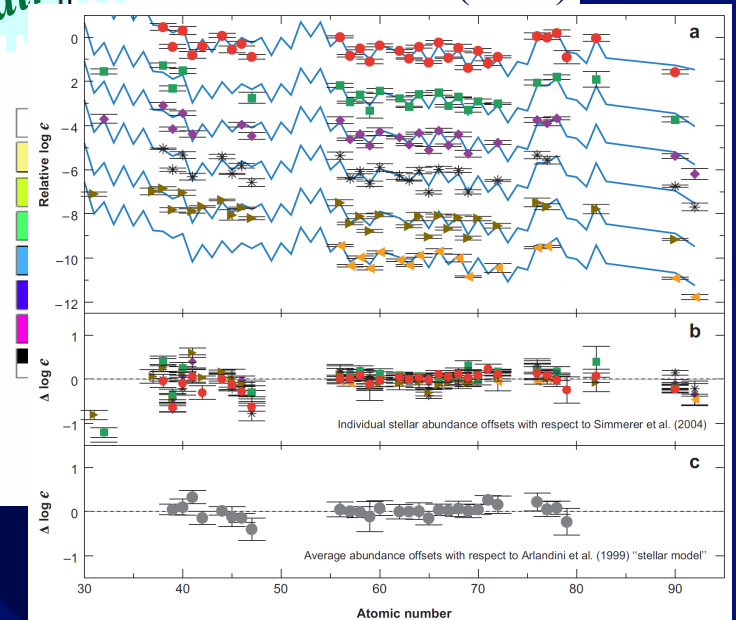 a
0
−2
−4
−6
−8
−10
−12
Relative log ϵ
b
1
0
−1
Δ log ϵ
Individual stellar abundance offsets with respect to Simmerer et al. (2004)
c
1
0
−1
Δ log ϵ
Average abundance offsets with respect to Arlandini et al. (1999) “stellar model”
30 40 50 60 70 80 90
Atomic number